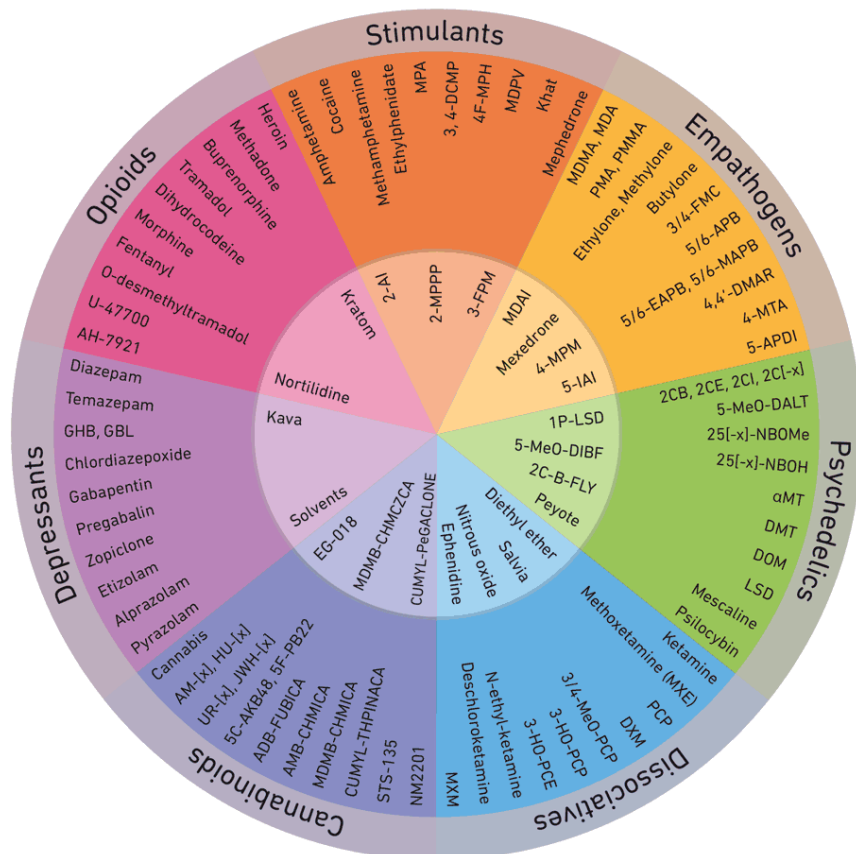 Stimulants
Amphetamine
Cocaine
Methamphetamine
Ethylphenidate
MPA
3, 4-DCMP
4F-MPH
MDPV
Khat
Mephedrone
2-AI
2-MPPP
3-FPM
Empathogens
MDMA, MDA
PMA, PMMA
Ethylone, Methylone
Butylone
3/4-FMC
5/6-APB
5/6-EAPB, 5/6-MAPB
4,4'-DMAR
4-MTA
5-APDI
MDAI
Mexedrone
4-MPM
5-IAI
Psychedelics
2CB, 2CE, 2CI, 2C[-x]
5-MeO-DALT
25[-x]-NBOMe
25[-x]-NBOH
αMT
DMT
DOM
LSD
Mescaline
Psilocybin
1P-LSD
5-MeO-DIBF
2C-B-FLY
Peyote
Dissociatives
Ketamine
Methoxetamine (MXE)
PCP
DXM
3/4-MeO-PCP
3-HO-PCP
3-HO-PCE
N-ethyl-ketamine
Deschloroketamine
MXM
Diethyl ether
Salvia
Nitrous oxide
Ephenidine
Cannabinoids
NM2201
STS-135
CUMYL-THPINACA
MDMB-CHMICA
AMB-CHMICA
ADB-FUBICA
5C-AKB48, 5F-PB22
UR-[x], JWH-[x]
AM-[x], HU-[x]
Cannabis
CUMYL-PeGACLONE
MDMB-CHMCZCA
EG-018
Depressants
Diazepam
Temazepam
GHB, GBL
Chlordiazepoxide
Gabapentin
Pregabalin
Zopiclone
Etizolam
Alprazolam
Pyrazolam
Kava
Solvents
Opioids
Heroin
Methadone
Buprenorphine
Tramadol
Dihydrocodeine
Morphine
Fentanyl
O-desmethyltramadol
U-47700
AH-7921
Kratom
Nortilidine